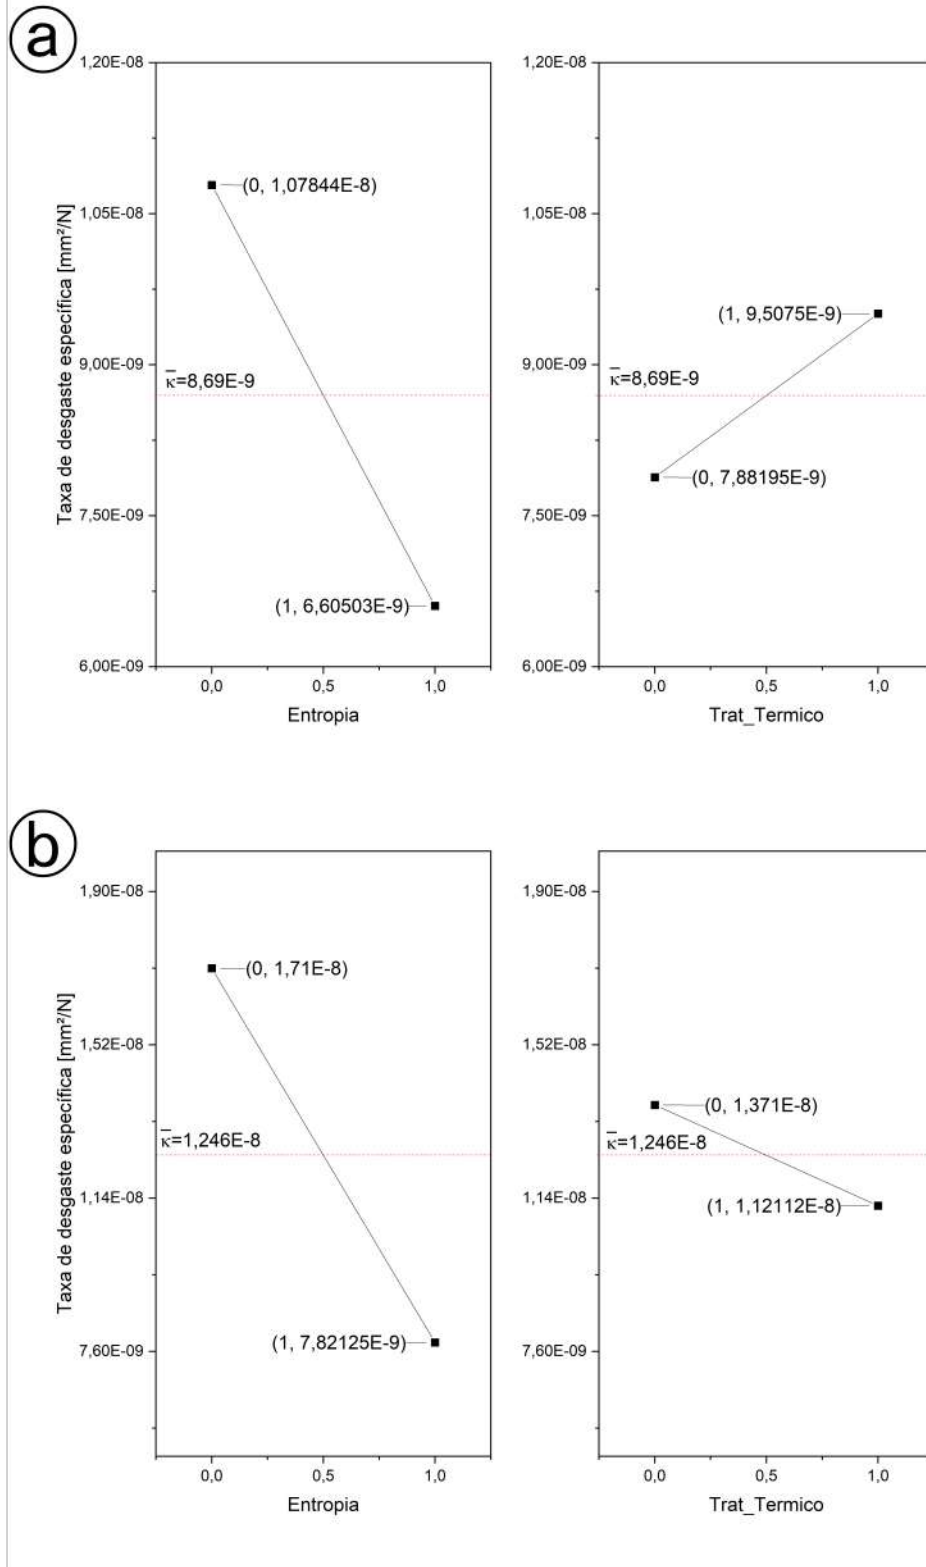 a
Taxa de desgaste específica [mm²/N]
1,20E-08
1,05E-08
9,00E-09
7,50E-09
6,00E-09
(0, 1,07844E-8)
κ̅=8,69E-9
(1, 6,60503E-9)
0,0 0,5 1,0
Entropia
1,20E-08
1,05E-08
9,00E-09
7,50E-09
6,00E-09
(1, 9,5075E-9)
κ̅=8,69E-9
(0, 7,88195E-9)
0,0 0,5 1,0
Trat_Termico
b
Taxa de desgaste específica [mm²/N]
1,90E-08
1,52E-08
1,14E-08
7,60E-09
(0, 1,71E-8)
κ̅=1,246E-8
(1, 7,82125E-9)
0,0 0,5 1,0
Entropia
1,90E-08
1,52E-08
1,14E-08
7,60E-09
(0, 1,371E-8)
κ̅=1,246E-8
(1, 1,12112E-8)
0,0 0,5 1,0
Trat_Termico